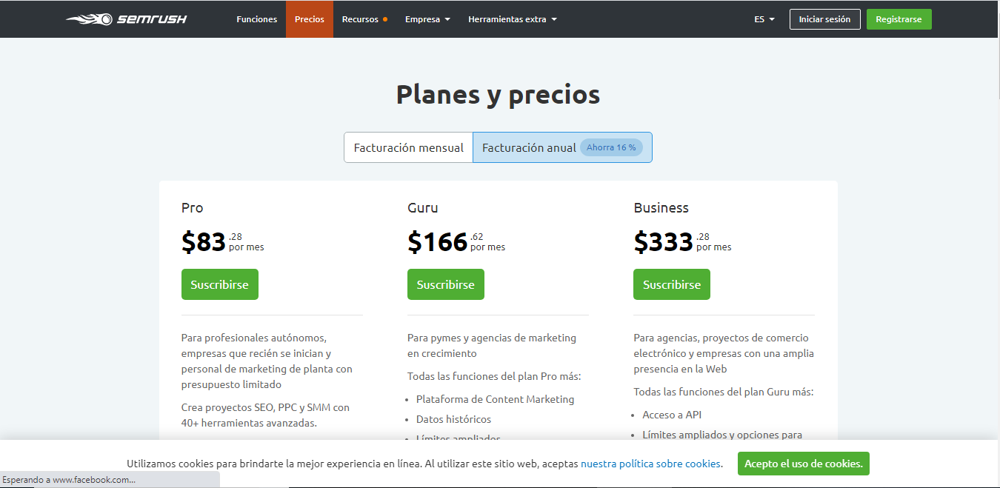 SEMRUSH Funciones Precios Recursos Empresa Herramientas extra ES Iniciar sesión Registrarse
Planes y precios
Facturación mensual Facturación anual Ahorra 16 %
Pro
$83.28
por mes
Suscribirse
Para profesionales autónomos,
empresas que recién se inician y
personal de marketing de planta con
presupuesto limitado
Crea proyectos SEO, PPC y SMM con
40+ herramientas avanzadas.
Guru
$166.62
por mes
Suscribirse
Para pymes y agencias de marketing
en crecimiento
Todas las funciones del plan Pro más:
• Plataforma de Content Marketing
• Datos históricos
• Límites ampliados
Business
$333.28
por mes
Suscribirse
Para agencias, proyectos de comercio
electrónico y empresas con una amplia
presencia en la Web
Todas las funciones del plan Guru más:
• Acceso a API
• Límites ampliados y opciones para
Utilizamos cookies para brindarte la mejor experiencia en línea. Al utilizar este sitio web, aceptas nuestra política sobre cookies. Acepto el uso de cookies.
Esperando a www.facebook.com...